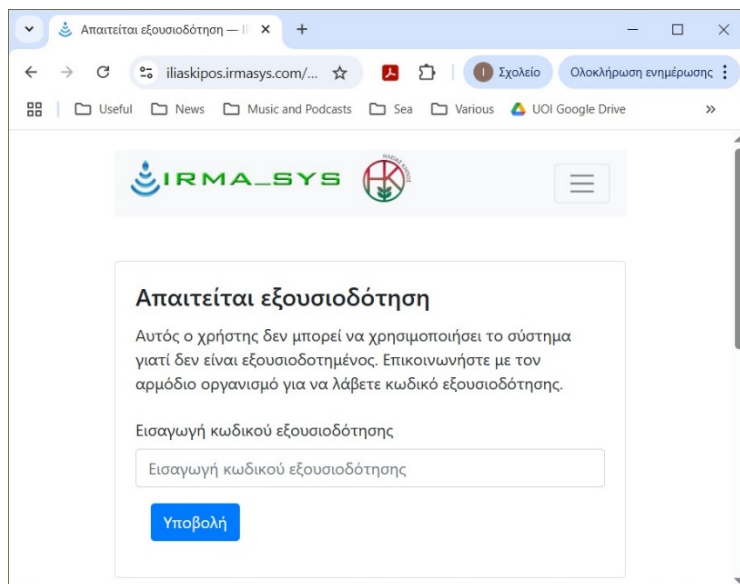 Απαιτείται εξουσιοδότηση — I
iliaskipos.irmasys.com/...
Σχολείο
Ολοκλήρωση ενημέρωσης
Useful
News
Music and Podcasts
Sea
Various
UOI Google Drive
IRMA_SYS
Απαιτείται εξουσιοδότηση
Αυτός ο χρήστης δεν μπορεί να χρησιμοποιήσει το σύστημα
γιατί δεν είναι εξουσιοδοτημένος. Επικοινωνήστε με τον
αρμόδιο οργανισμό για να λάβετε κωδικό εξουσιοδότησης.
Εισαγωγή κωδικού εξουσιοδότησης
Εισαγωγή κωδικού εξουσιοδότησης
Υποβολή